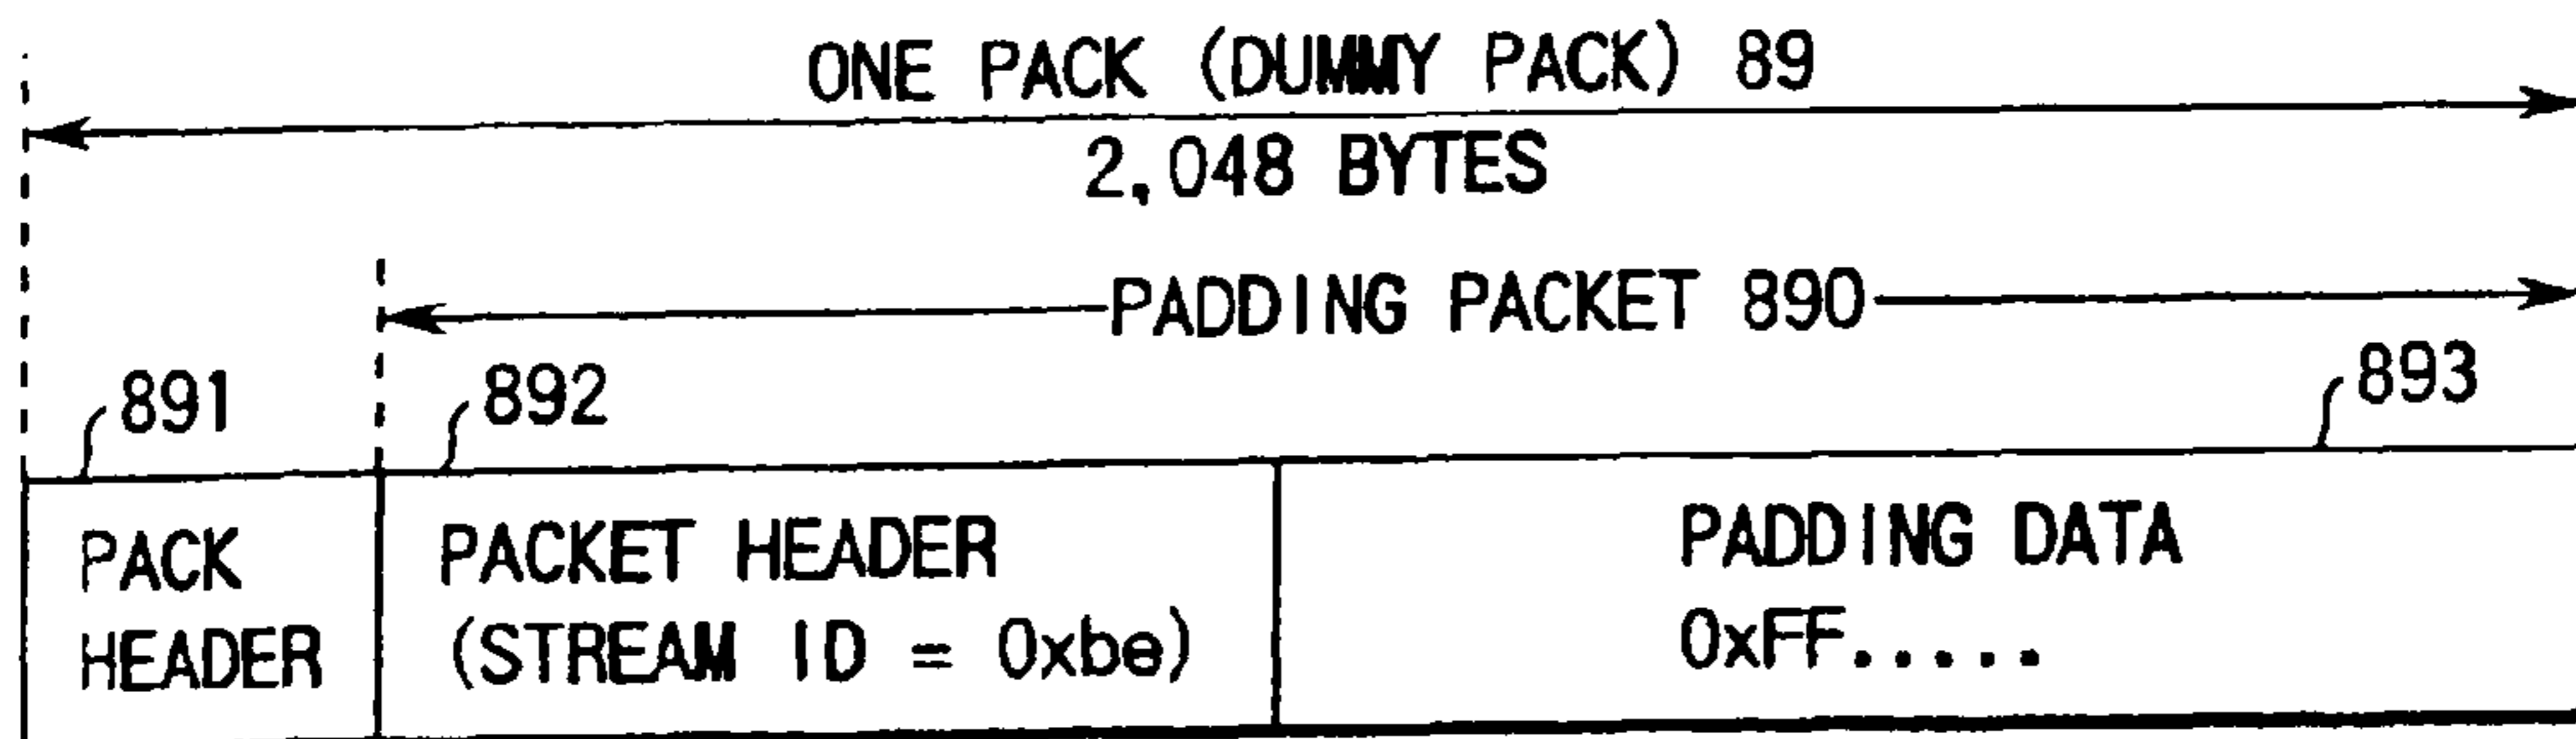 ONE PACK (DUMMY PACK) 89
2,048 BYTES
PADDING PACKET 890
891
892
893
PACK
HEADER
PACKET HEADER
(STREAM ID = 0xbe)
PADDING DATA
0xFF.....